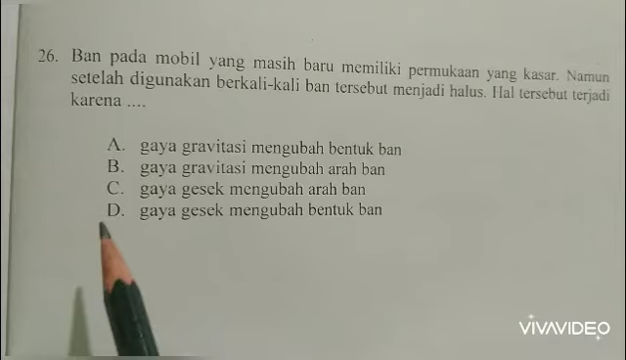 26. Ban pada mobil yang masih baru memiliki permukaan yang kasar. Namun
setelah digunakan berkali-kali ban tersebut menjadi halus. Hal tersebut terjadi
karena ....
A. gaya gravitasi mengubah bentuk ban
B. gaya gravitasi mengubah arah ban
C. gaya gesek mengubah arah ban
D. gaya gesek mengubah bentuk ban
VIVAVIDEO